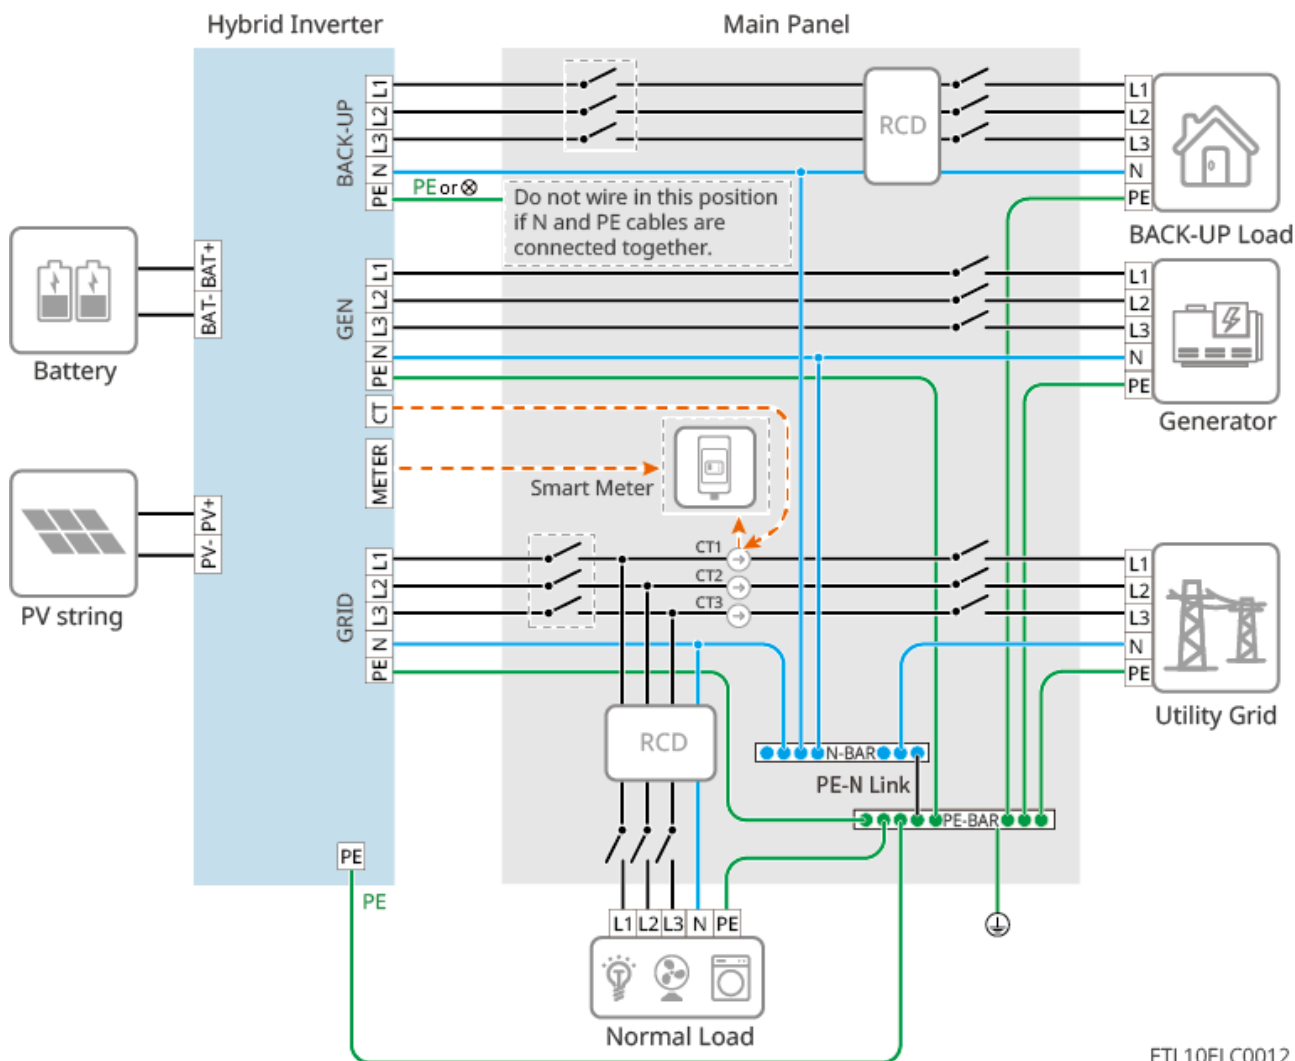 Hybrid Inverter
Main Panel
BACK-UP
L1
L2
L3
N
PE
PE or ⊗
Do not wire in this position
if N and PE cables are
connected together.
RCD
L1
L2
L3
N
PE
BACK-UP Load
BAT+
BAT-
Battery
GEN
L1
L2
L3
N
PE
L1
L2
L3
N
PE
Generator
CT
METER
Smart Meter
PV+
PV-
PV string
GRID
L1
L2
L3
N
PE
CT1
CT2
CT3
L1
L2
L3
N
PE
Utility Grid
RCD
N-BAR
PE-N Link
PE-BAR
PE
PE
L1
L2
L3
N
PE
Normal Load